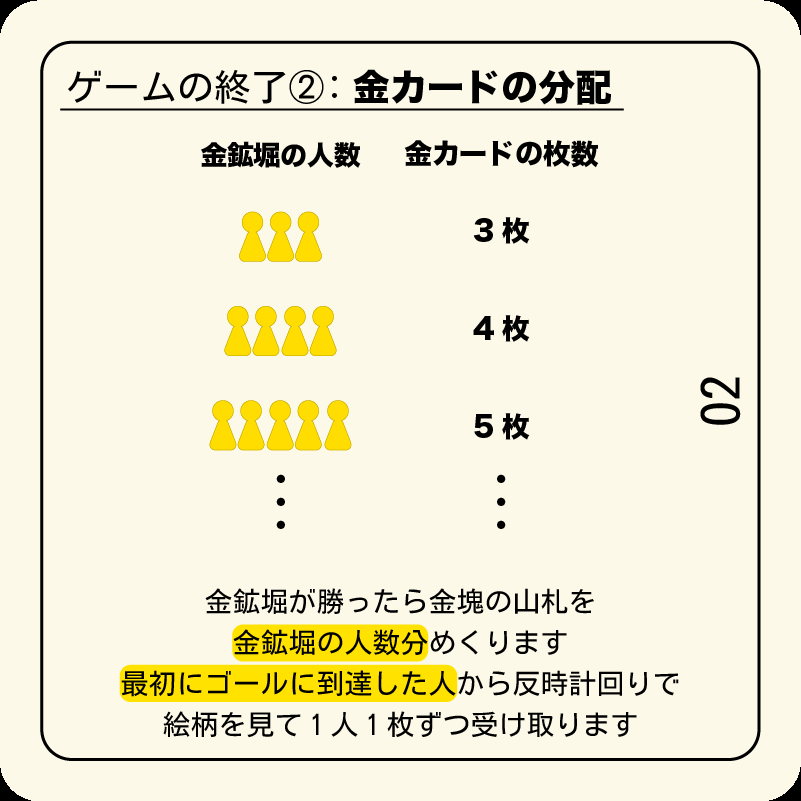 ゲームの終了②：金カードの分配
金鉱堀の人数 金カードの枚数
3 枚
4 枚
5 枚
02
金鉱堀が勝ったら金塊の山札を
金鉱堀の人数分めくります
最初にゴールに到達した人から反時計回りで
絵柄を見て 1 人 1 枚ずつ受け取ります